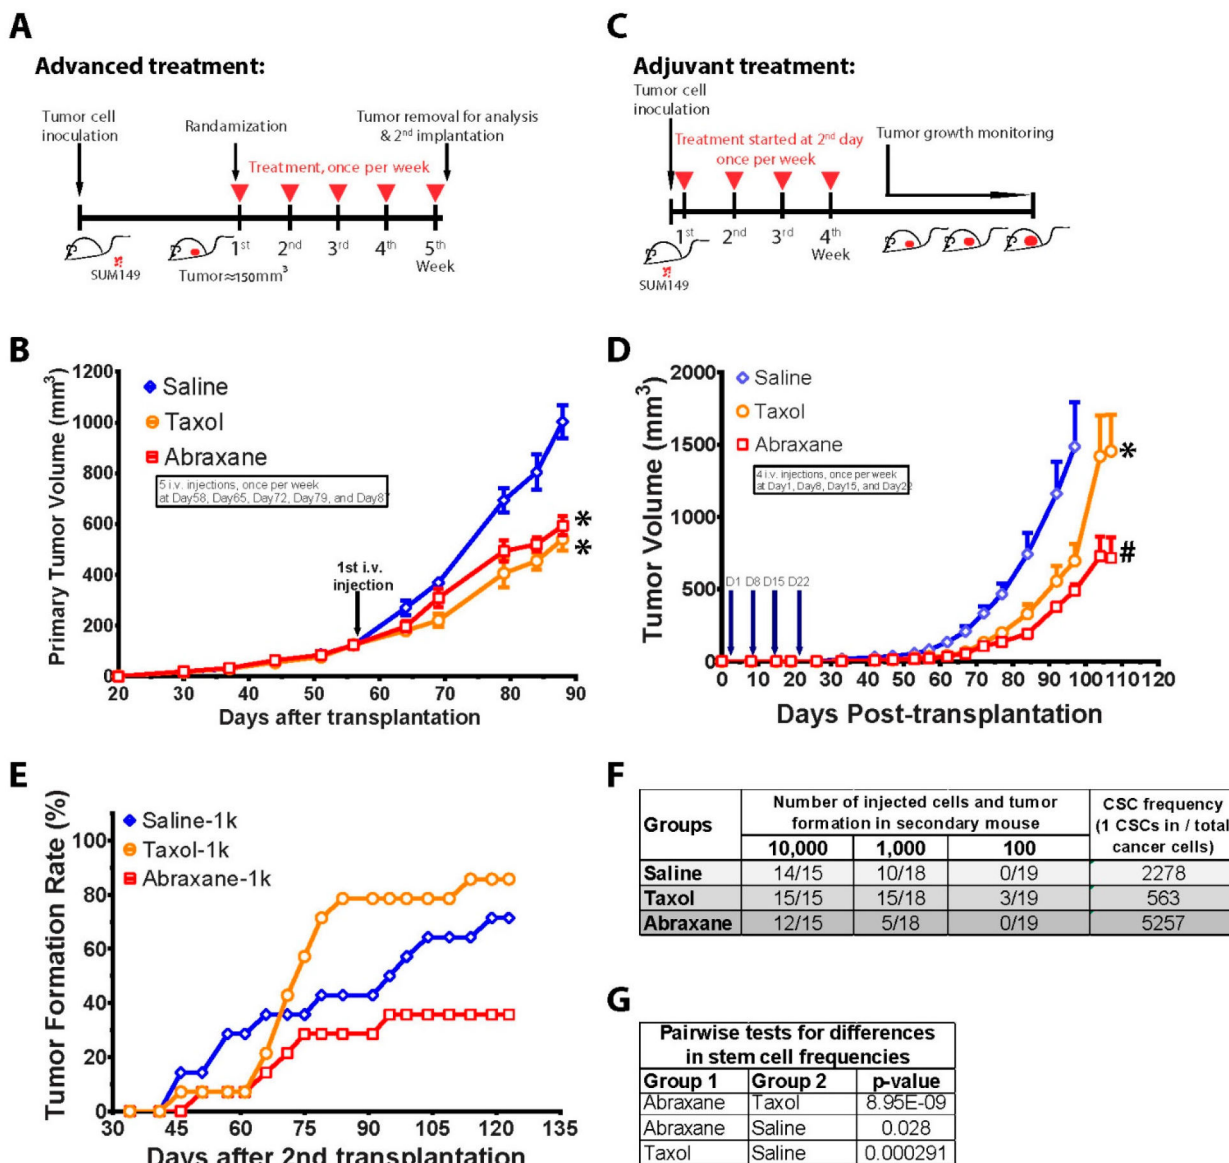 A
Advanced treatment:
Tumor cell
inoculation
Randamization
Tumor removal for analysis
& 2nd implantation
Treatment, once per week
1st 2nd 3rd 4th 5th
Week
SUM149
Tumor≈150mm3
C
Adjuvant treatment:
Tumor cell
inoculation
Treatment started at 2nd day
once per week
Tumor growth monitoring
1st 2nd 3rd 4th
Week
SUM149
B
Primary Tumor Volume (mm3)
1200
1000
800
600
400
200
0
Saline
Taxol
Abraxane
5 i.v. injections, once per week
at Day58, Day65, Day72, Day79, and
1st i.v.
injection
*
*
20 30 40 50 60 70 80 90
Days after transplantation
D
Tumor Volume (mm3)
2000
1500
1000
500
0
Saline
Taxol
Abraxane
4 i.v. injections, once per week
at Day1, Day8, Day15, and
D1 D8 D15 D22
*
#
0 10 20 30 40 50 60 70 80 90 100 110 120
Days Post-transplantation
E
Tumor Formation Rate (%)
100
80
60
40
20
0
Saline-1k
Taxol-1k
Abraxane-1k
30 45 60 75 90 105 120 135
Days after 2nd transplantation
F
Groups
Number of injected cells and tumor
formation in secondary mouse
CSC frequency
(1 CSCs in / total
cancer cells)
10,000 1,000 100
Saline 14/15 10/18 0/19 2278
Taxol 15/15 15/18 3/19 563
Abraxane 12/15 5/18 0/19 5257
G
Pairwise tests for differences
in stem cell frequencies
Group 1 Group 2 p-value
Abraxane Taxol 8.95E-09
Abraxane Saline 0.028
Taxol Saline 0.000291